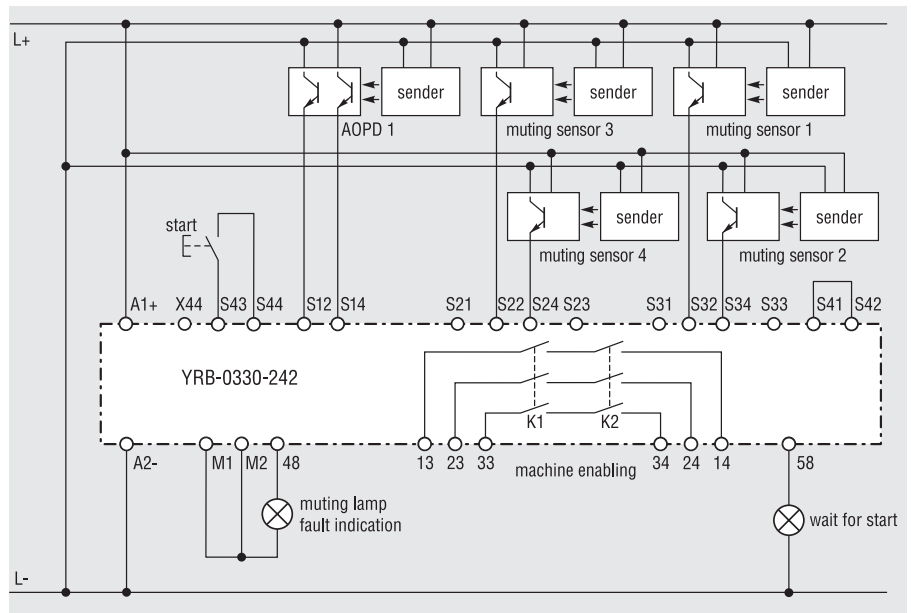 L+
sender
sender
sender
AOPD 1
muting sensor 3
muting sensor 1
sender
sender
start
muting sensor 4
muting sensor 2
A1+ X44 S43 S44 S12 S14 S21 S22 S24 S23 S31 S32 S34 S33 S41 S42
YRB-0330-242
K1 K2
A2- M1 M2 48 13 23 33 machine enabling 34 24 14 58
muting lamp
fault indication
wait for start
L-